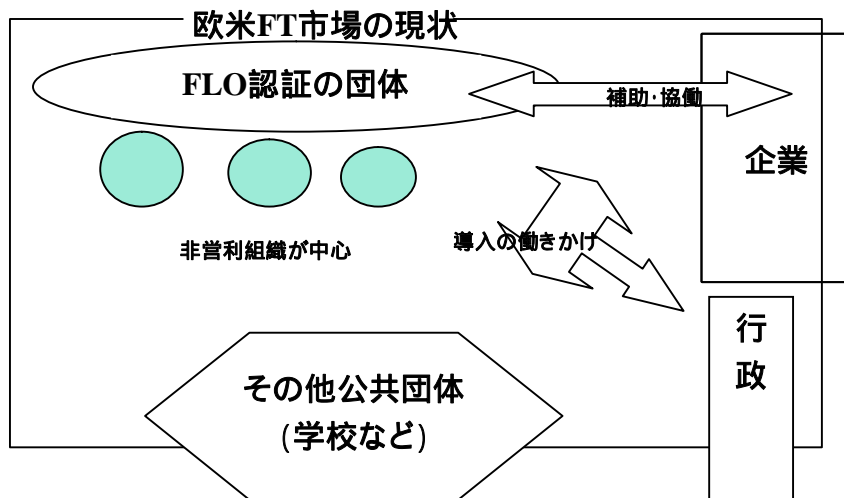 欧米FT市場の現状
FLO認証の団体
補助・協働
企業
非営利組織が中心
導入の働きかけ
行
政
その他公共団体
(学校など)